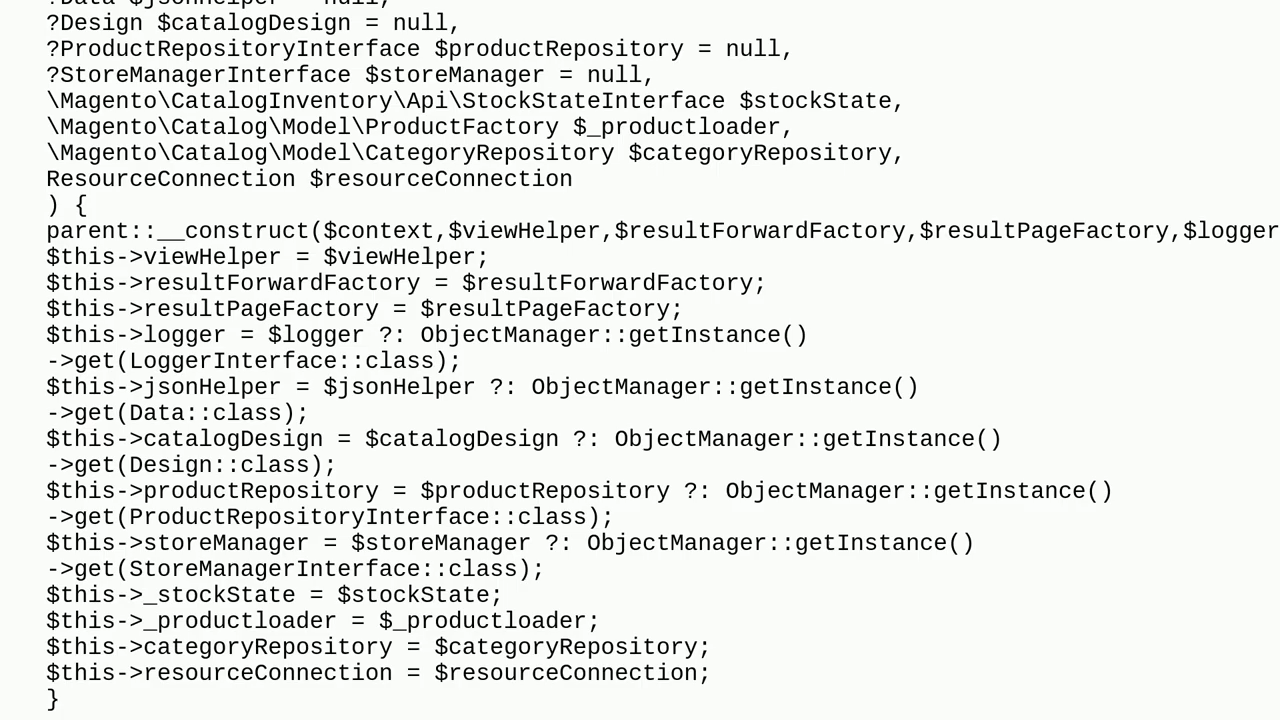 ?Data $jsonHelper = null,
?Design $catalogDesign = null,
?ProductRepositoryInterface $productRepository = null,
?StoreManagerInterface $storeManager = null,
\Magento\CatalogInventory\Api\StockStateInterface $stockState,
\Magento\Catalog\Model\ProductFactory $_productloader,
\Magento\Catalog\Model\CategoryRepository $categoryRepository,
ResourceConnection $resourceConnection
) {
parent::__construct($context,$viewHelper,$resultForwardFactory,$resultPageFactory,$logger
$this->viewHelper = $viewHelper;
$this->resultForwardFactory = $resultForwardFactory;
$this->resultPageFactory = $resultPageFactory;
$this->logger = $logger ?: ObjectManager::getInstance()
->get(LoggerInterface::class);
$this->jsonHelper = $jsonHelper ?: ObjectManager::getInstance()
->get(Data::class);
$this->catalogDesign = $catalogDesign ?: ObjectManager::getInstance()
->get(Design::class);
$this->productRepository = $productRepository ?: ObjectManager::getInstance()
->get(ProductRepositoryInterface::class);
$this->storeManager = $storeManager ?: ObjectManager::getInstance()
->get(StoreManagerInterface::class);
$this->_stockState = $stockState;
$this->_productloader = $_productloader;
$this->categoryRepository = $categoryRepository;
$this->resourceConnection = $resourceConnection;
}